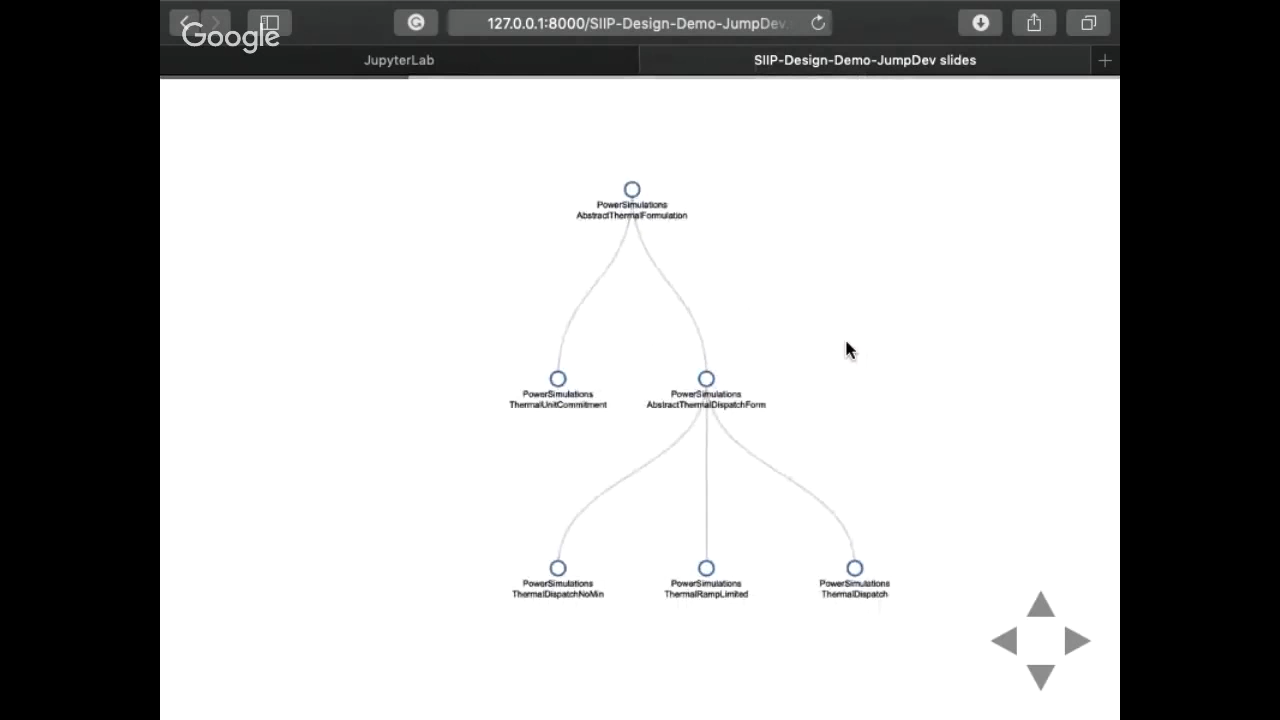 Google
127.0.0.1:8000/SIIP-Design-Demo-JumpDev.
JupyterLab
SIIP-Design-Demo-JumpDev slides
PowerSimulations
AbstractThermalFormulation
PowerSimulations
ThermalUnitCommitment
PowerSimulations
AbstractThermalDispatchForm
PowerSimulations
ThermalDispatchNoMin
PowerSimulations
ThermalRampLimited
PowerSimulations
ThermalDispatch